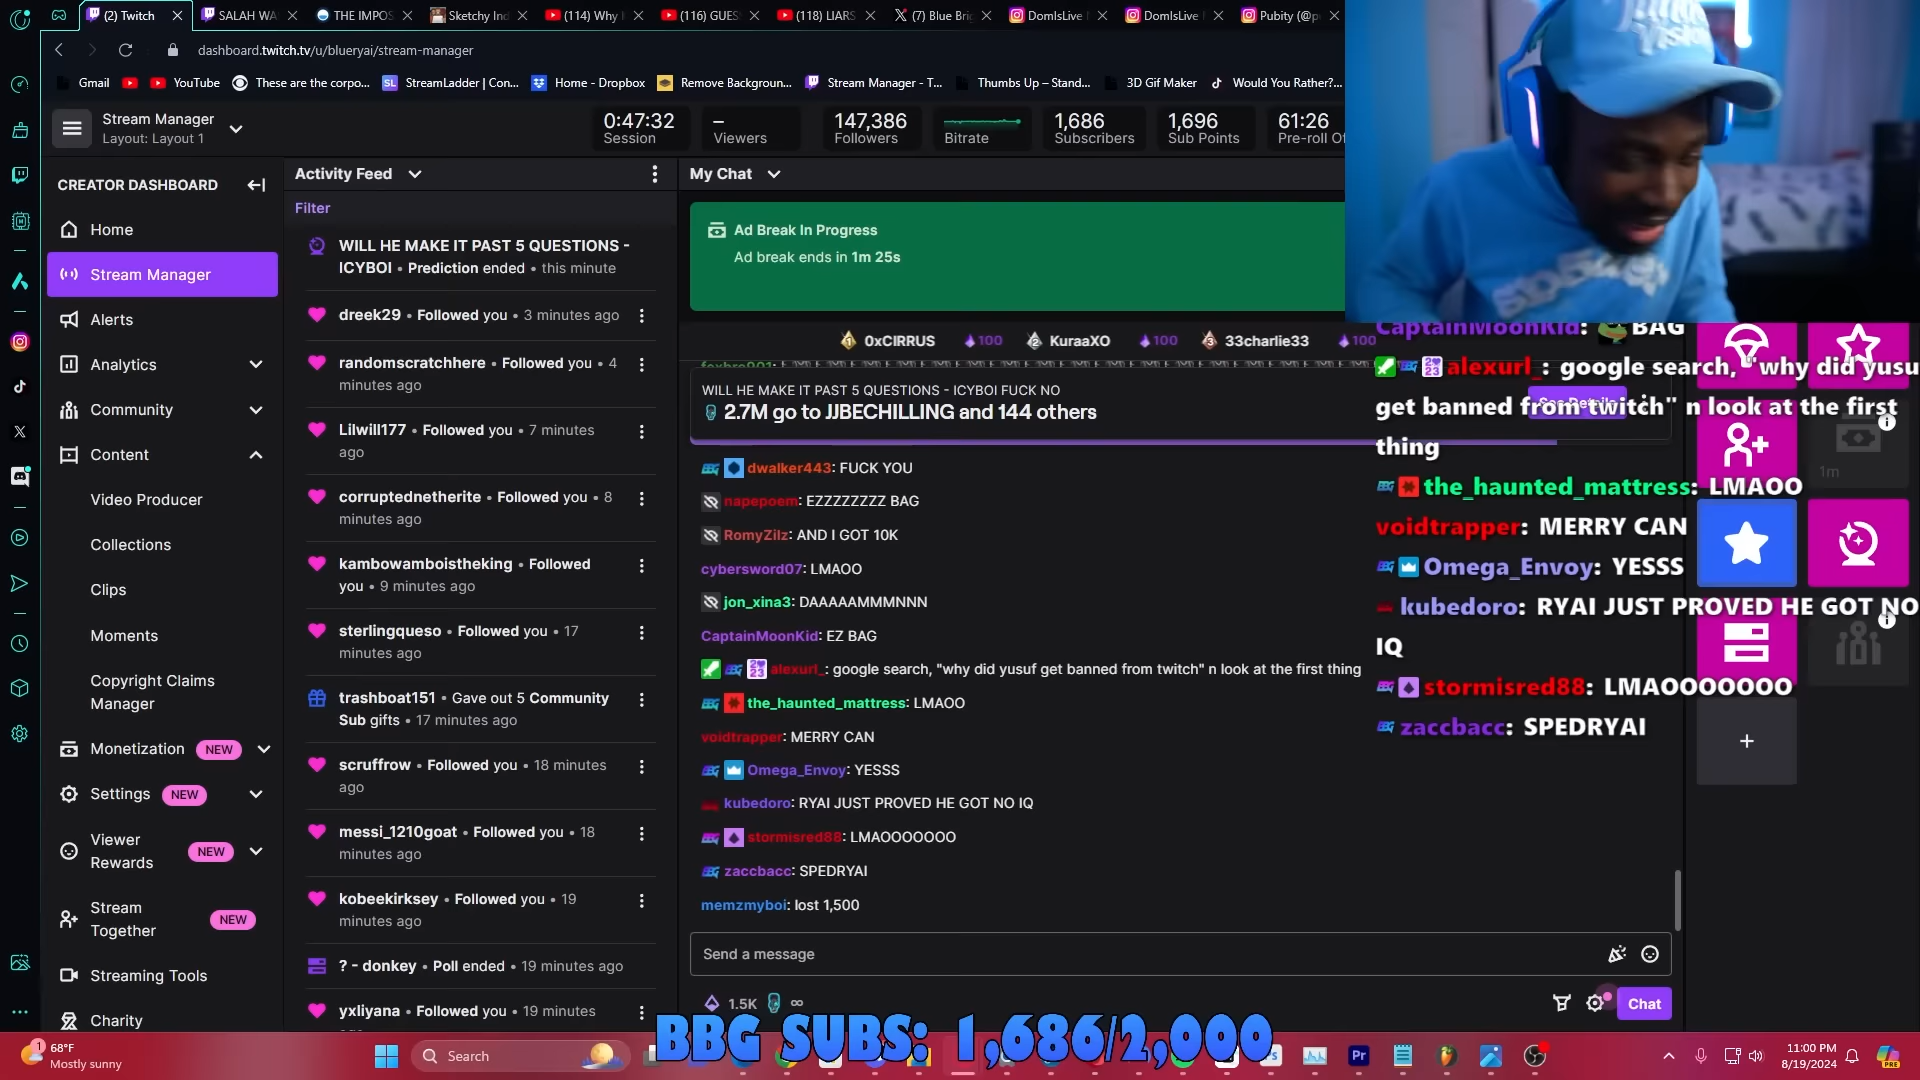 (2) Twitch
SALAH WA
THE IMPOS
Sketchy Ind
(114) Why I
(116) GUES
(118) LIARS
(7) Blue Bri
DomIsLive
DomIsLive
Pubity (@p
dashboard.twitch.tv/u/blueryai/stream-manager
Gmail
YouTube
These are the corpo...
SL
StreamLadder | Con...
Home - Dropbox
Remove Backgroun...
Stream Manager - T...
Thumbs Up – Stand...
3D Gif Maker
Would You Rather?...
Stream Manager
Layout: Layout 1
0:47:32
Session
–
Viewers
147,386
Followers
Bitrate
1,686
Subscribers
1,696
Sub Points
61:26
Pre-roll Of
CREATOR DASHBOARD
Home
Stream Manager
Alerts
Analytics
Community
Content
Video Producer
Collections
Clips
Moments
Copyright Claims
Manager
Monetization NEW
Settings NEW
Viewer
Rewards NEW
Stream
Together NEW
Streaming Tools
Charity
Activity Feed
Filter
WILL HE MAKE IT PAST 5 QUESTIONS -
ICYBOI • Prediction ended • this minute
dreek29 • Followed you • 3 minutes ago
randomscratchhere • Followed you • 4
minutes ago
Lilwill177 • Followed you • 7 minutes
ago
corruptednetherite • Followed you • 8
minutes ago
kambowamboistheking • Followed
you • 9 minutes ago
sterlingqueso • Followed you • 17
minutes ago
trashboat151 • Gave out 5 Community
Sub gifts • 17 minutes ago
scruffrow • Followed you • 18 minutes
ago
messi_1210goat • Followed you • 18
minutes ago
kobeekirksey • Followed you • 19
minutes ago
? - donkey • Poll ended • 19 minutes ago
yxliyana • Followed you • 19 minutes
My Chat
Ad Break In Progress
Ad break ends in 1m 25s
1 0xCIRRUS 100 2 KuraaXO 100 3 33charlie33 100
WILL HE MAKE IT PAST 5 QUESTIONS - ICYBOI FUCK NO
2.7M go to JJBECHILLING and 144 others
See Details
dwalker443: FUCK YOU
napepoem: EZZZZZZZZ BAG
RomyZilz: AND I GOT 10K
cybersword07: LMAOO
jon_xina3: DAAAAAMMMNNN
CaptainMoonKid: EZ BAG
alexurl_: google search, "why did yusuf get banned from twitch" n look at the first thing
the_haunted_mattress: LMAOO
voidtrapper: MERRY CAN
Omega_Envoy: YESSS
kubedoro: RYAI JUST PROVED HE GOT NO IQ
stormisred88: LMAOOOOOOO
zaccbacc: SPEDRYAI
memzmyboi: lost 1,500
Send a message
1.5K ∞
Chat
CaptainMoonKid: BAG
alexurl_: google search, "why did yusu
get banned from twitch" n look at the first
thing
the_haunted_mattress: LMAOO
voidtrapper: MERRY CAN
Omega_Envoy: YESSS
kubedoro: RYAI JUST PROVED HE GOT NO
IQ
stormisred88: LMAOOOOOOO
zaccbacc: SPEDRYAI
1m
+
BBG SUBS: 1,686/2,000
1
68°F
Mostly sunny
Search
Pr
11:00 PM
8/19/2024
PRE